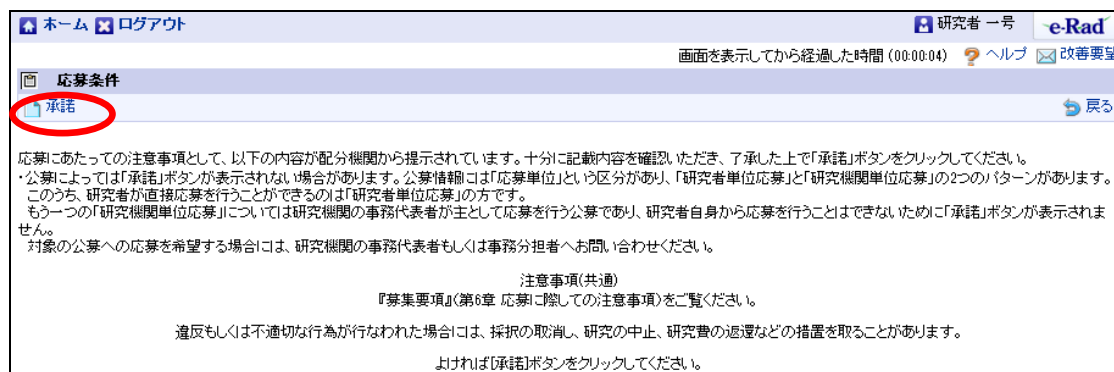 ホーム ログアウト 研究者 一号 e-Rad
画面を表示してから経過した時間 (00:00:04) ヘルプ 改善要望
応募条件
承諾 戻る
応募にあたっての注意事項として、以下の内容が配分機関から提示されています。十分に記載内容を確認いただき、了承した上で「承諾」ボタンをクリックしてください。
・公募によっては「承諾」ボタンが表示されない場合があります。公募情報には「応募単位」という区分があり、「研究者単位応募」と「研究機関単位応募」の2つのパターンがあります。
このうち、研究者が直接応募を行うことができるのは「研究者単位応募」の方です。
もう一つの「研究機関単位応募」については研究機関の事務代表者が主として応募を行う公募であり、研究者自身から応募を行うことはできないために「承諾」ボタンが表示されま
せん。
対象の公募への応募を希望する場合には、研究機関の事務代表者もしくは事務分担者へお問い合わせください。
注意事項(共通)
『募集要項』(第6章 応募に際しての注意事項)をご覧ください。
違反もしくは不適切な行為が行なわれた場合には、採択の取消し、研究の中止、研究費の返還などの措置を取ることがあります。
よければ[承諾]ボタンをクリックしてください。